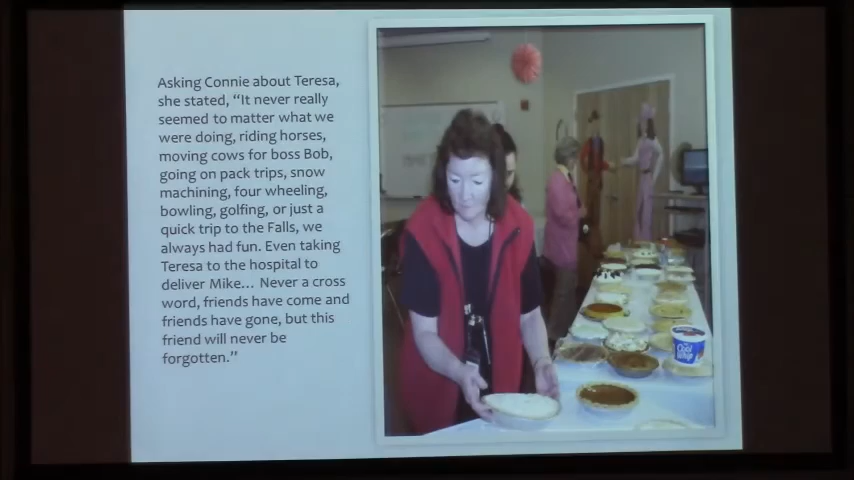 Asking Connie about Teresa,
she stated, “It never really
seemed to matter what we
were doing, riding horses,
moving cows for boss Bob,
going on pack trips, snow
machining, four wheeling,
bowling, golfing, or just a
quick trip to the Falls, we
always had fun. Even taking
Teresa to the hospital to
deliver Mike... Never a cross
word, friends have come and
friends have gone, but this
friend will never be
forgotten.”
Cool
Whip